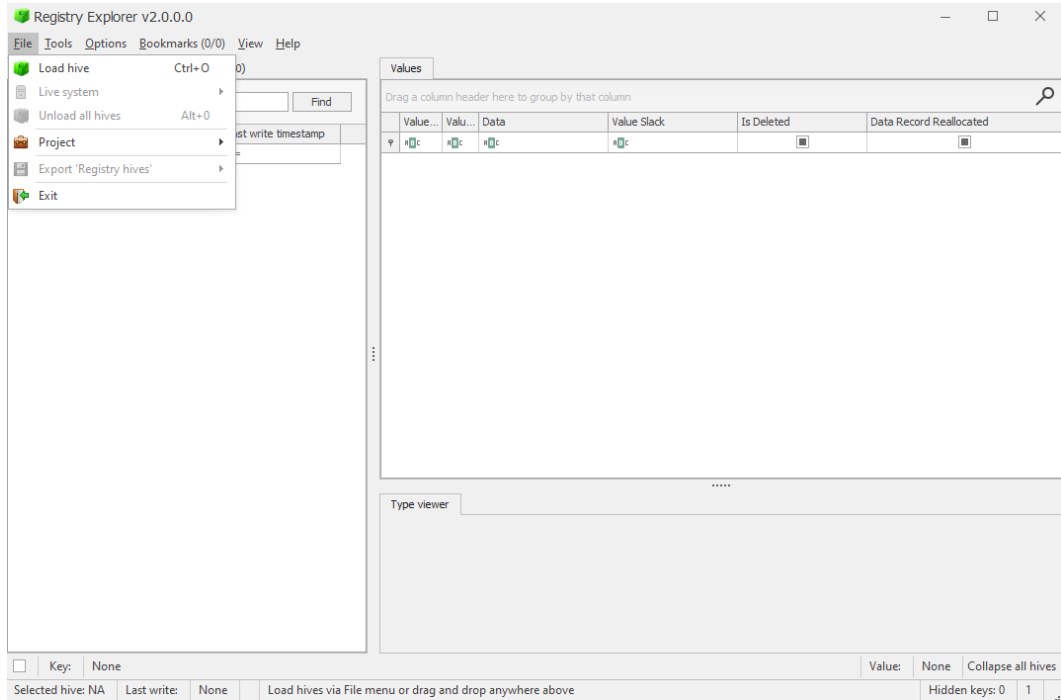 Registry Explorer v2.0.0.0
File Tools Options Bookmarks (0/0) View Help
Load hive Ctrl+O
Live system
Unload all hives Alt+0
Project
Export 'Registry hives'
Exit
0)
Find
st write timestamp
=
Values
Drag a column header here to group by that column
Value... Valu... Data Value Slack Is Deleted Data Record Reallocated
Type viewer
Key: None Value: None Collapse all hives
Selected hive: NA Last write: None Load hives via File menu or drag and drop anywhere above Hidden keys: 0 1